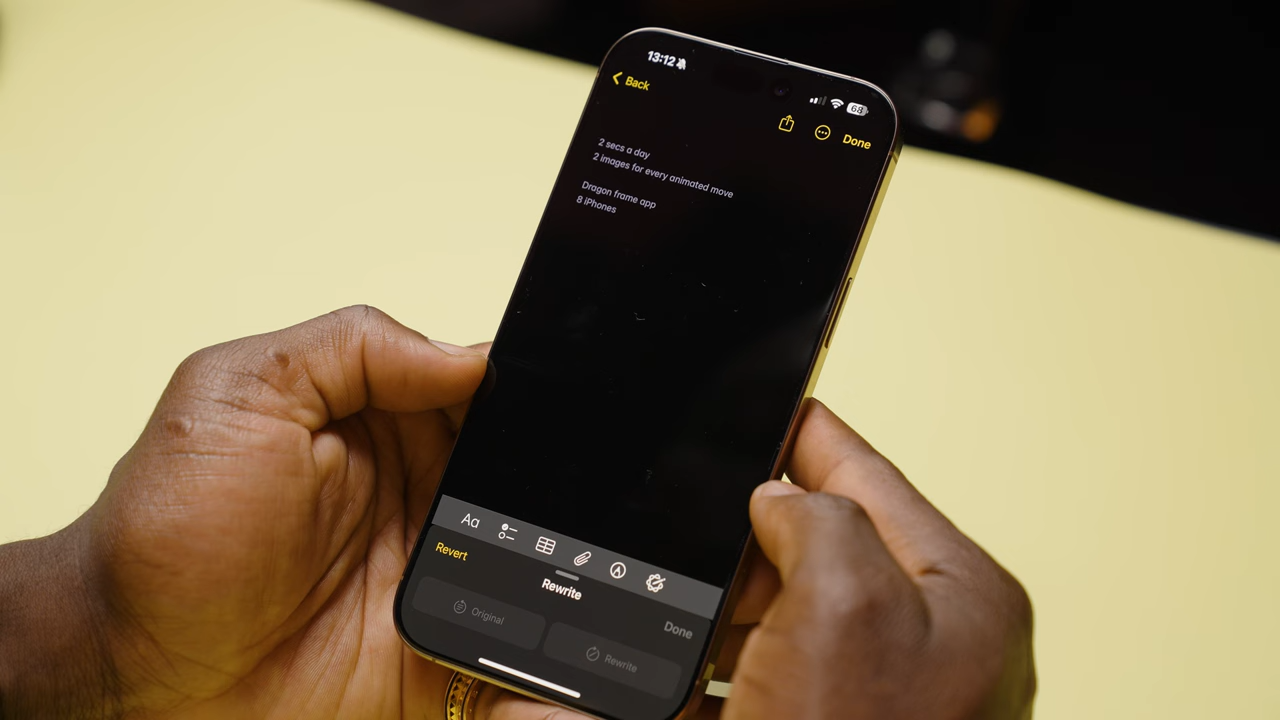 13:12
68
Back
Done
2 secs a day
2 images for every animated move
Dragon frame app
8 iPhones
Aa
Revert
Rewrite
Done
Original
Rewrite